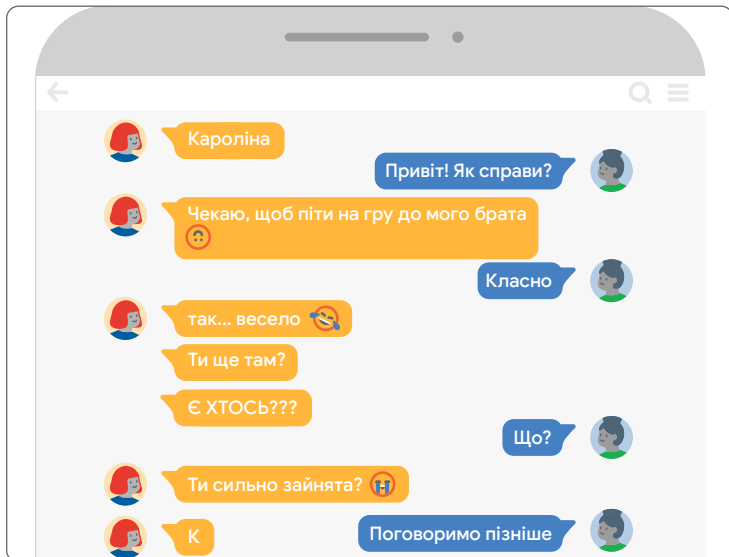 Кароліна
Привіт! Як справи?
Чекаю, щоб піти на гру до мого брата
🙃
Класно
так... весело 😂
Ти ще там?
Є ХТОСЬ???
Що?
Ти сильно зайнята? 😭
Поговоримо пізніше
К